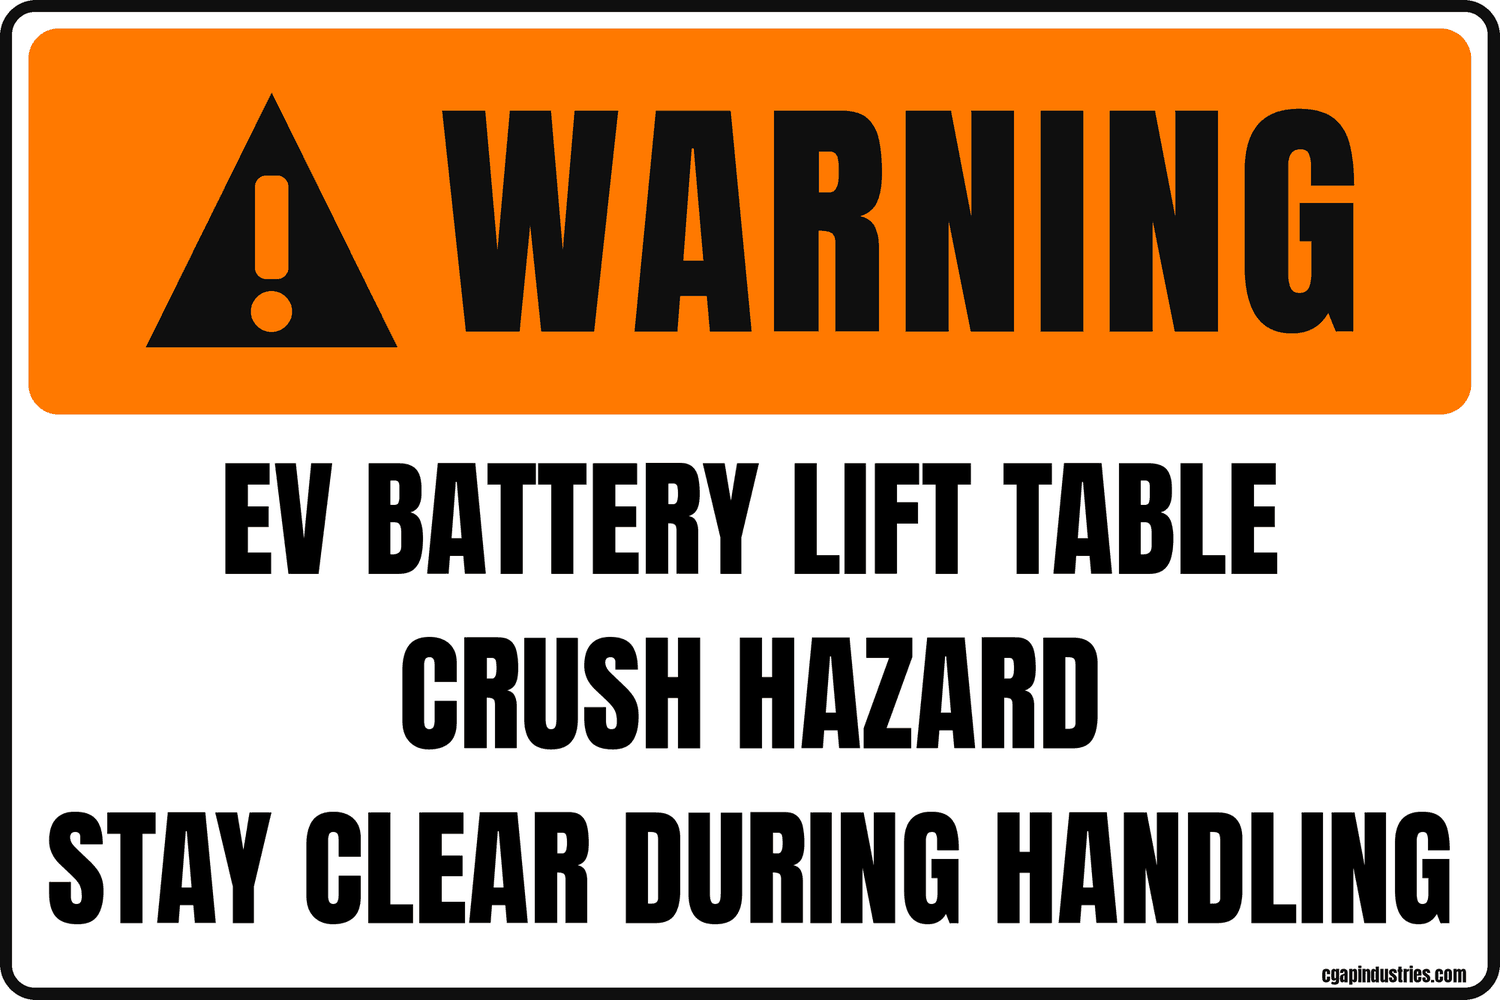 WARNING
EV BATTERY LIFT TABLE
CRUSH HAZARD
STAY CLEAR DURING HANDLING
cgapindustries.com